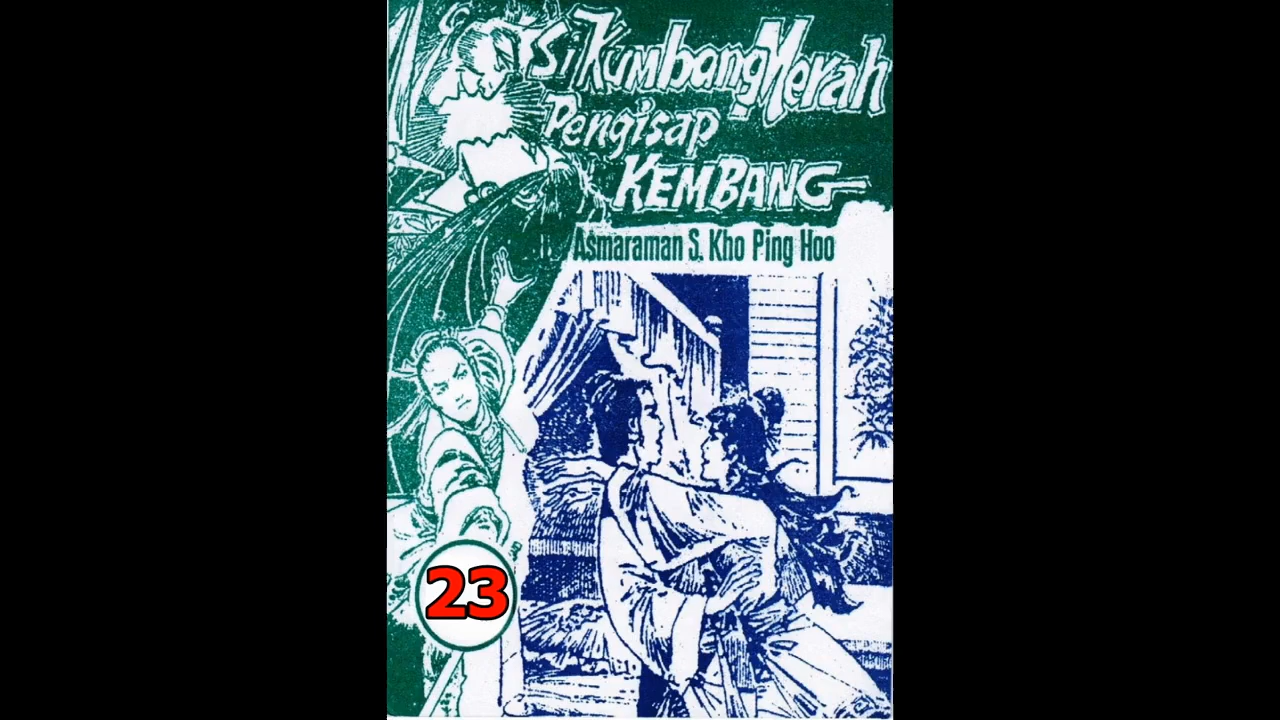 Si Kumbang Merah
Pengisap
KEMBANG
Asmaraman S. Kho Ping Hoo
23